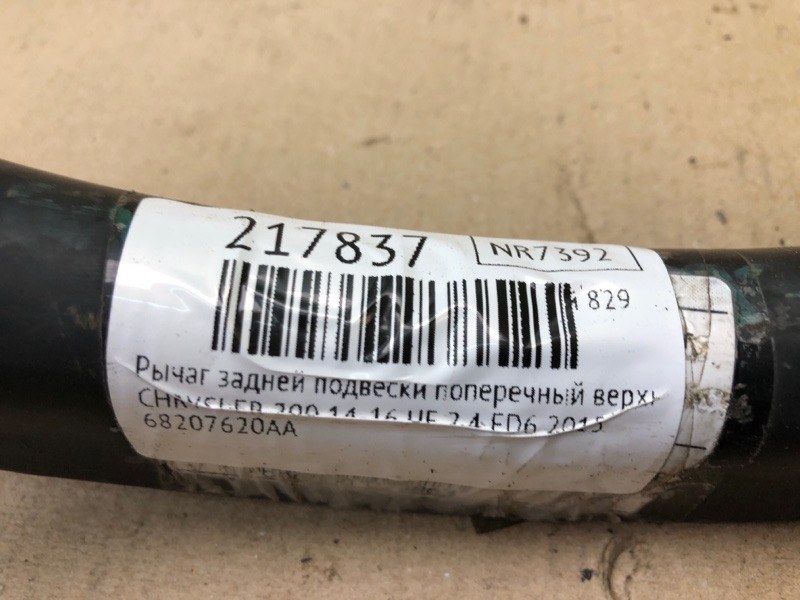 217837 NR7392
829
Рычаг задней подвески поперечный верх
CHRYSLER 200 14-16 UF 2.4 ED6 2015
68207620AA